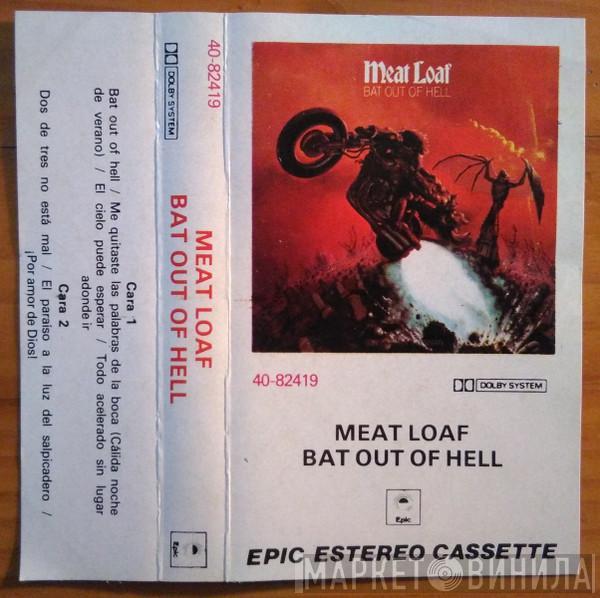 Cara 1
Bat out of hell / Me quitaste las palabras de la boca (Cálida noche
de verano) / El cielo puede esperar / Todo acelerado sin lugar
adonde ir
Cara 2
Dos de tres no está mal / El paraiso a la luz del salpicadero /
¡Por amor de Dios!
40-82419
DOLBY SYSTEM
MEAT LOAF
BAT OUT OF HELL
Epic
Meat Loaf
BAT OUT OF HELL
40-82419
DOLBY SYSTEM
MEAT LOAF
BAT OUT OF HELL
Epic
EPIC ESTEREO CASSETTE
МАРКЕТ ВИНИЛА